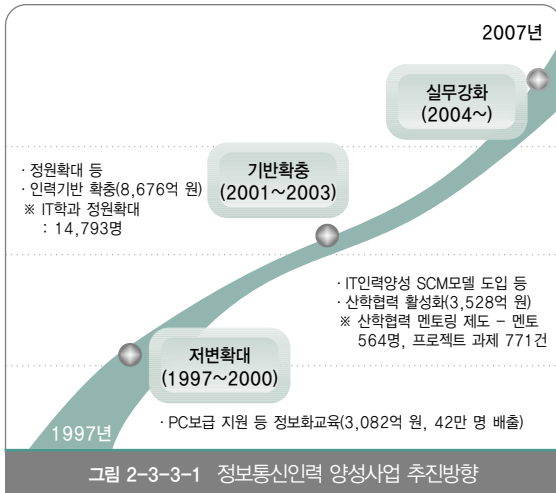 2007년
실무강화
(2004~)
기반확충
(2001~2003)
· 정원확대 등
· 인력기반 확충(8,676억 원)
※ IT학과 정원확대
: 14,793명
· IT인력양성 SCM모델 도입 등
· 산학협력 활성화(3,528억 원)
※ 산학협력 멘토링 제도 – 멘토
564명, 프로젝트 과제 771건
저변확대
(1997~2000)
1997년
· PC보급 지원 등 정보화교육(3,082억 원, 42만 명 배출)
그림 2-3-3-1 정보통신인력 양성사업 추진방향